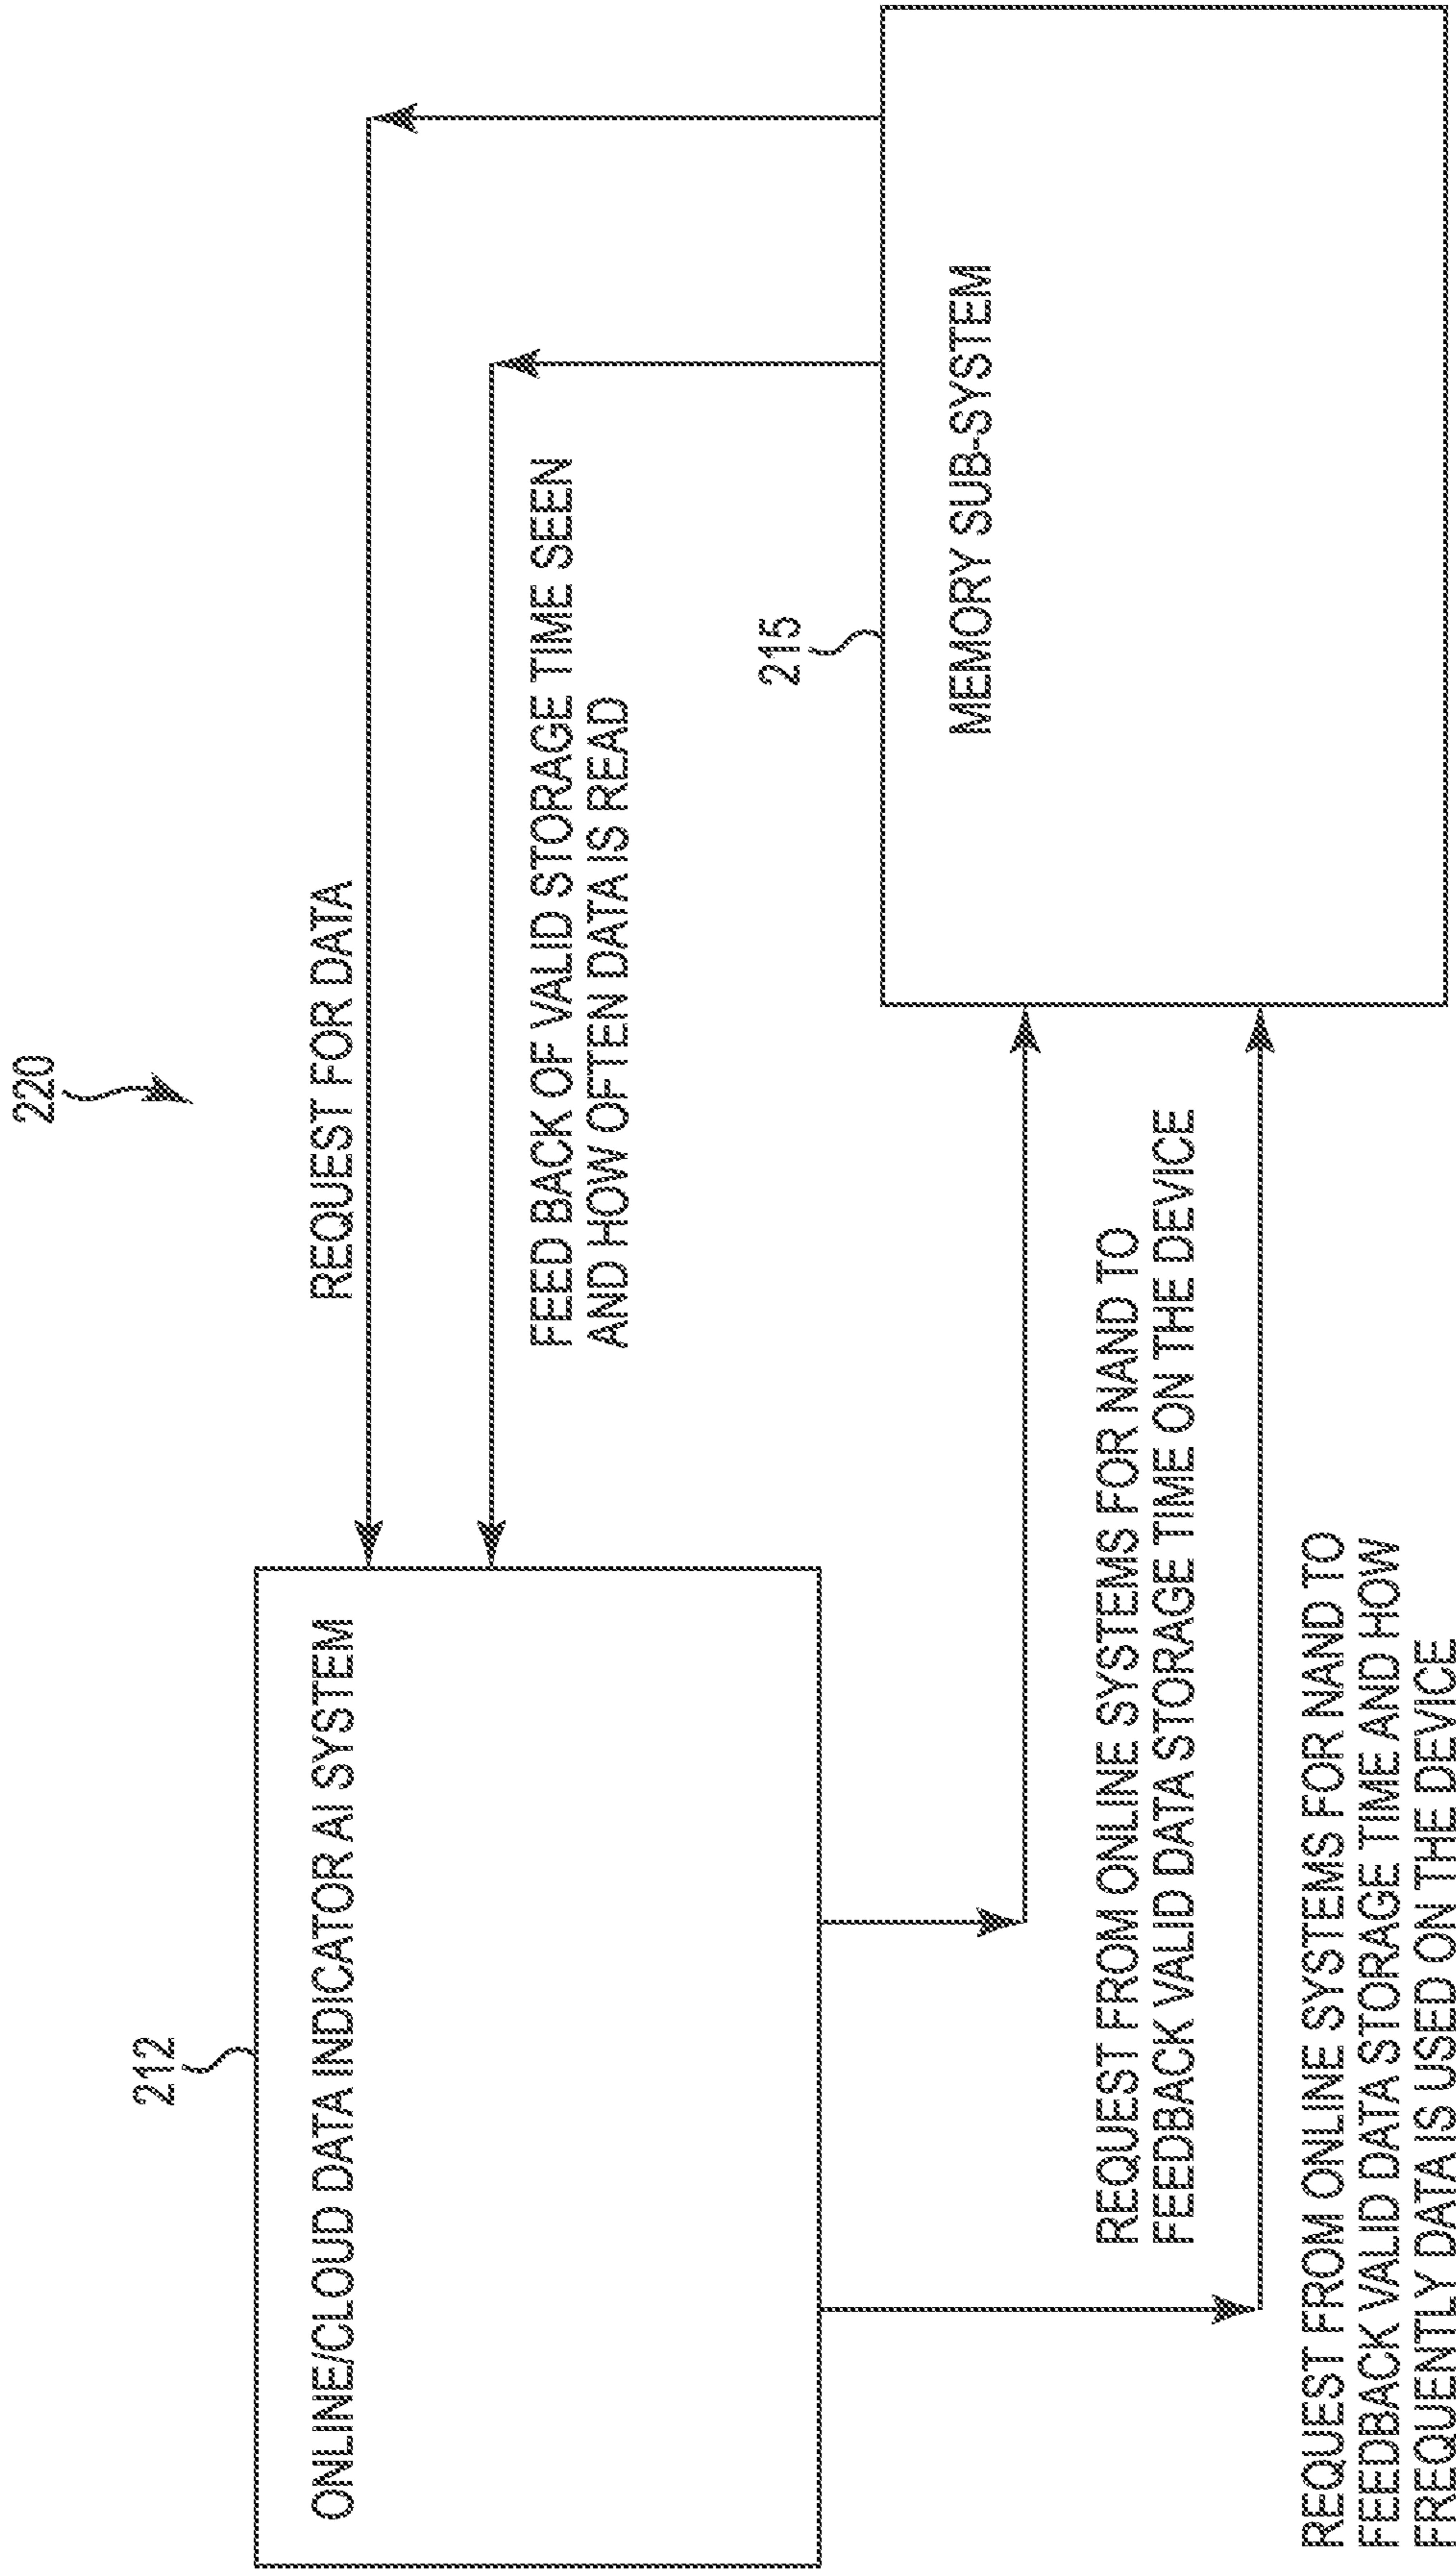 220
REQUEST FOR DATA
212
ONLINE/CLOUD DATA INDICATOR AI SYSTEM
FEED BACK OF VALID STORAGE TIME SEEN
AND HOW OFTEN DATA IS READ
215
MEMORY SUB-SYSTEM
REQUEST FROM ONLINE SYSTEMS FOR NAND TO
FEEDBACK VALID DATA STORAGE TIME ON THE DEVICE
REQUEST FROM ONLINE SYSTEMS FOR NAND TO
FEEDBACK VALID DATA STORAGE TIME AND HOW
FREQUENTLY DATA IS USED ON THE DEVICE